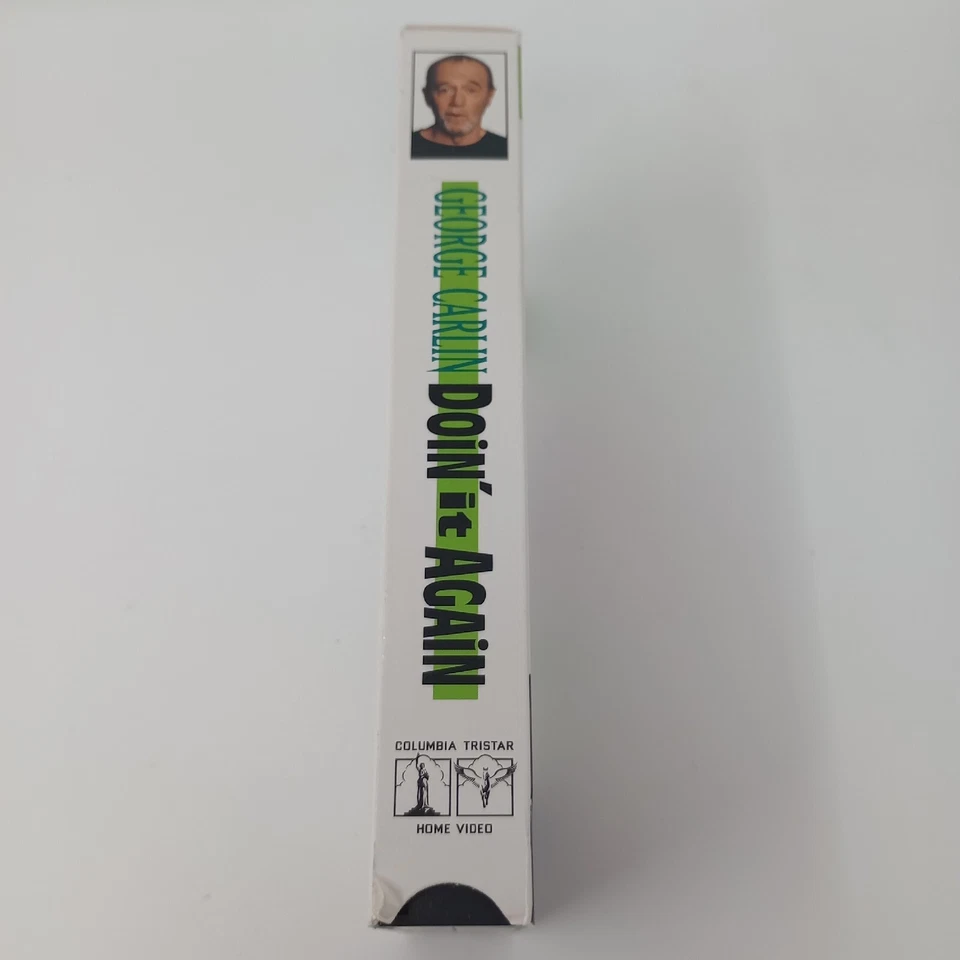 GEORGE CARLIN DOiN' it AGAiN
COLUMBIA TRISTAR
HOME VIDEO